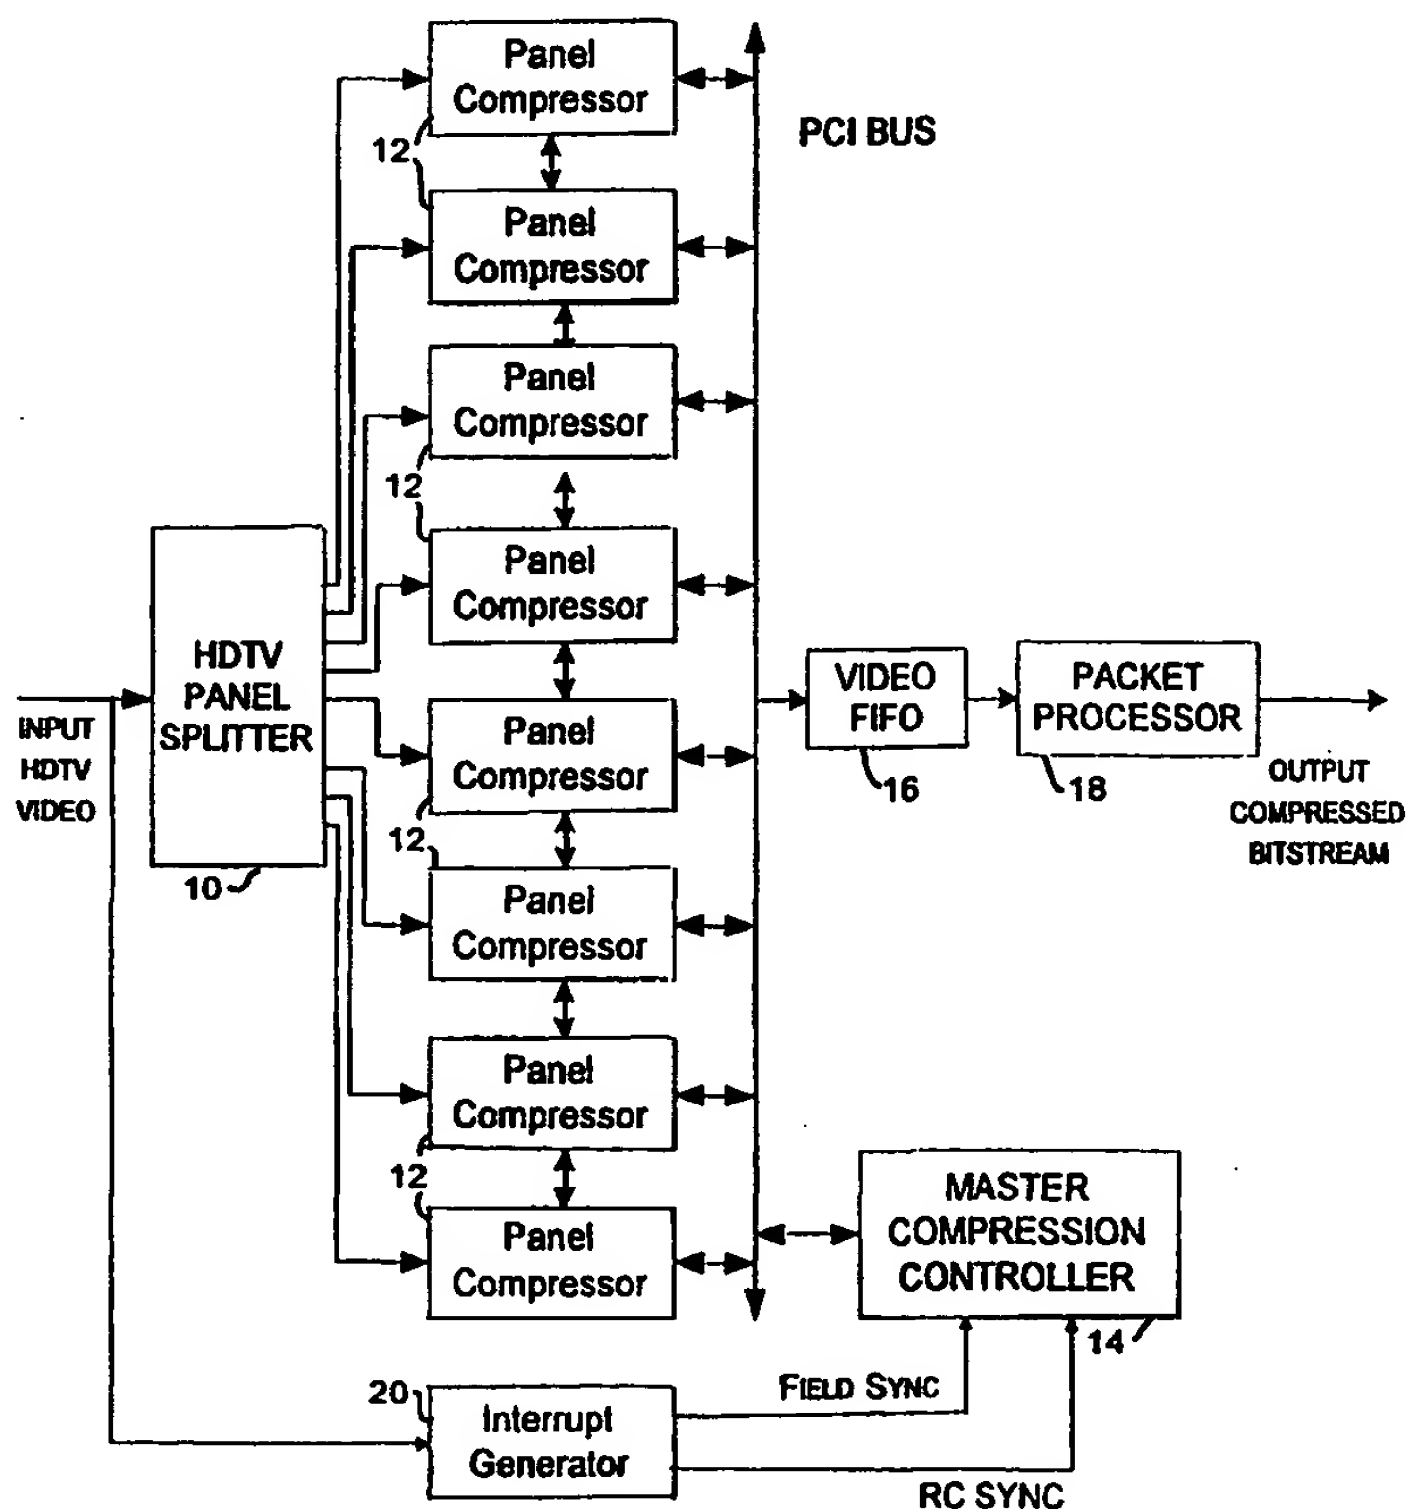 Panel
Compressor
PCI BUS
12
Panel
Compressor
Panel
Compressor
12
Panel
Compressor
HDTV
PANEL
SPLITTER
INPUT
HDTV
VIDEO
10
Panel
Compressor
12
VIDEO
FIFO
16
PACKET
PROCESSOR
18
OUTPUT
COMPRESSED
BITSTREAM
Panel
Compressor
Panel
Compressor
12
Panel
Compressor
MASTER
COMPRESSION
CONTROLLER
14
20
Interrupt
Generator
FIELD SYNC
RC SYNC